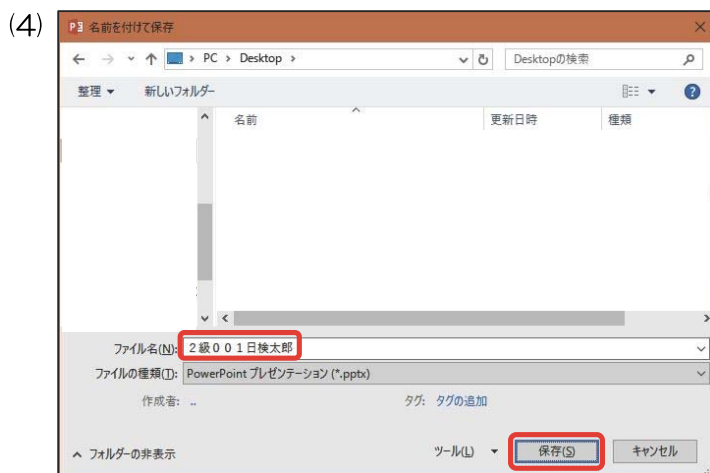 (4)
名前を付けて保存
PC › Desktop ›
Desktopの検索
整理 新しいフォルダー
名前 更新日時 種類
ファイル名(N): 2級001日検太郎
ファイルの種類(T): PowerPoint プレゼンテーション (*.pptx)
作成者: .. タグ: タグの追加
フォルダーの非表示 ツール(L) 保存(S) キャンセル